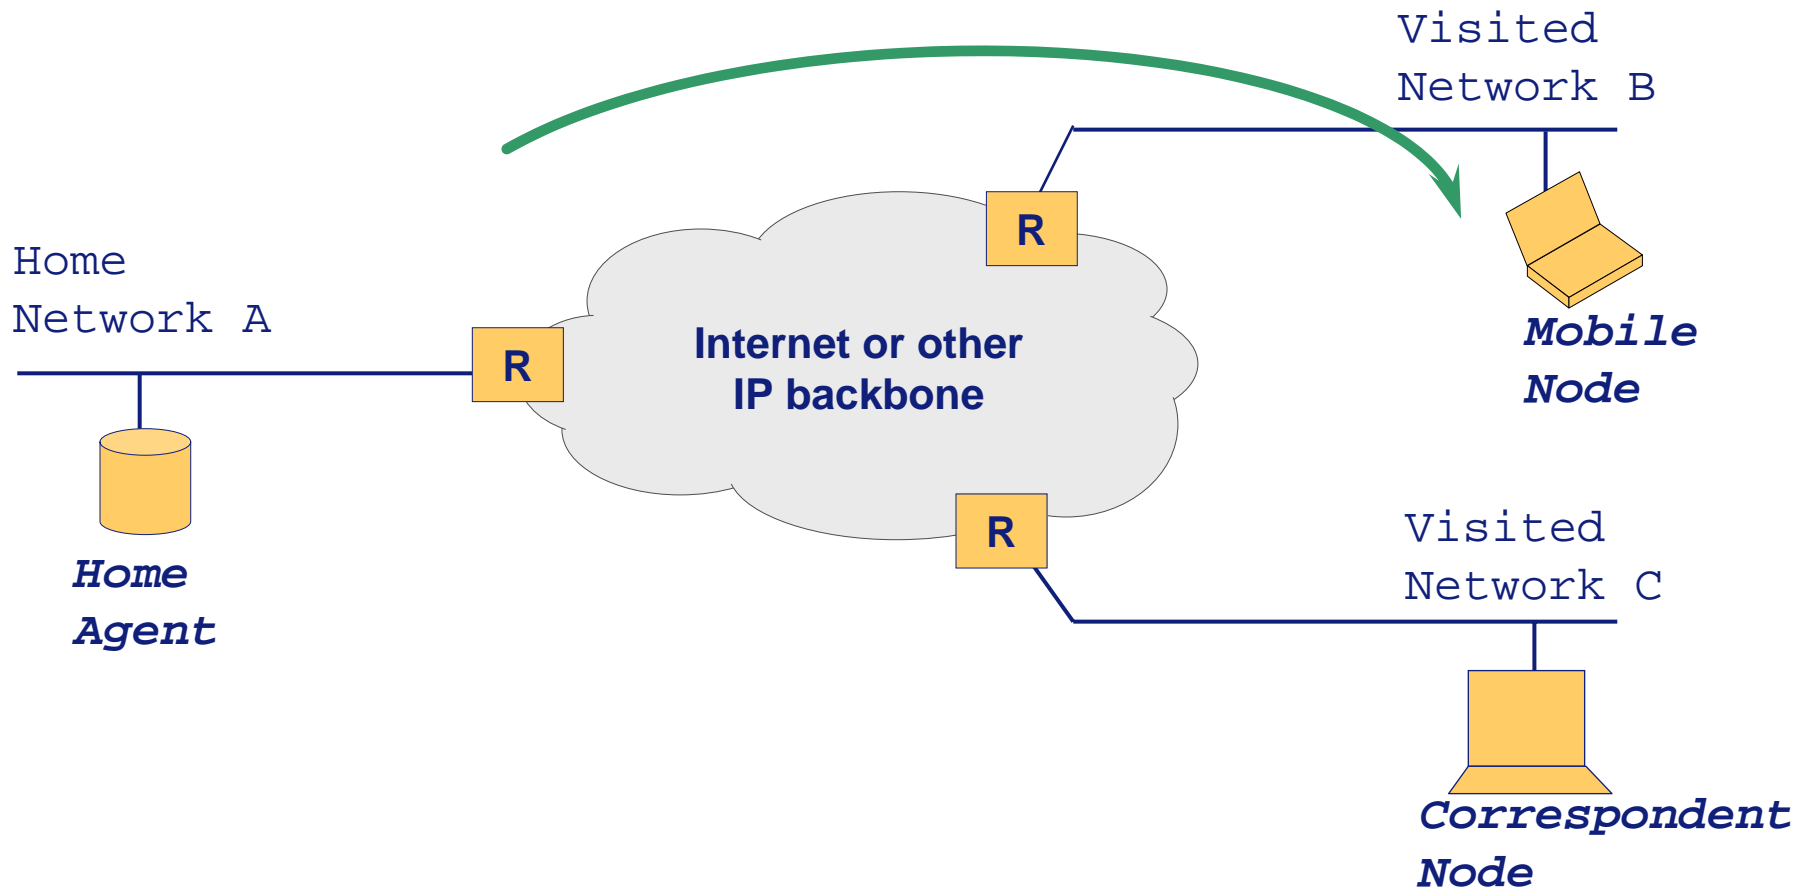 Visited
Network B
R
Home
Network A
R
Internet or other
IP backbone
Mobile
Node
R
Visited
Network C
Home
Agent
Correspondent
Node